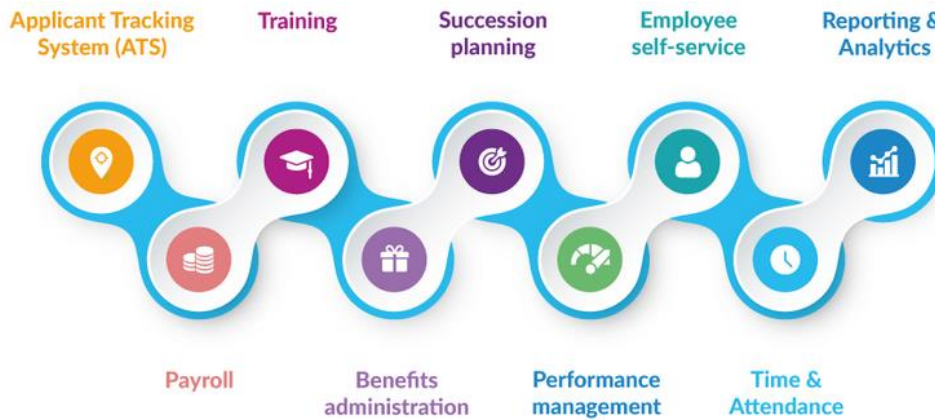 Applicant Tracking
System (ATS)
Training
Succession
planning
Employee
self-service
Reporting &
Analytics
Payroll
Benefits
administration
Performance
management
Time &
Attendance